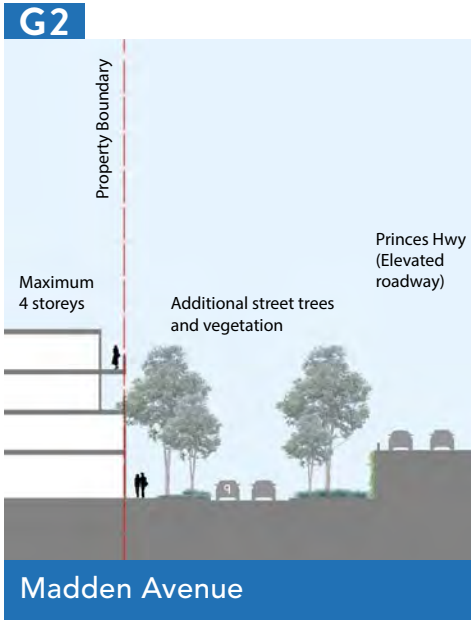 G2
Property Boundary
Princes Hwy
(Elevated
roadway)
Maximum
4 storeys
Additional street trees
and vegetation
Madden Avenue